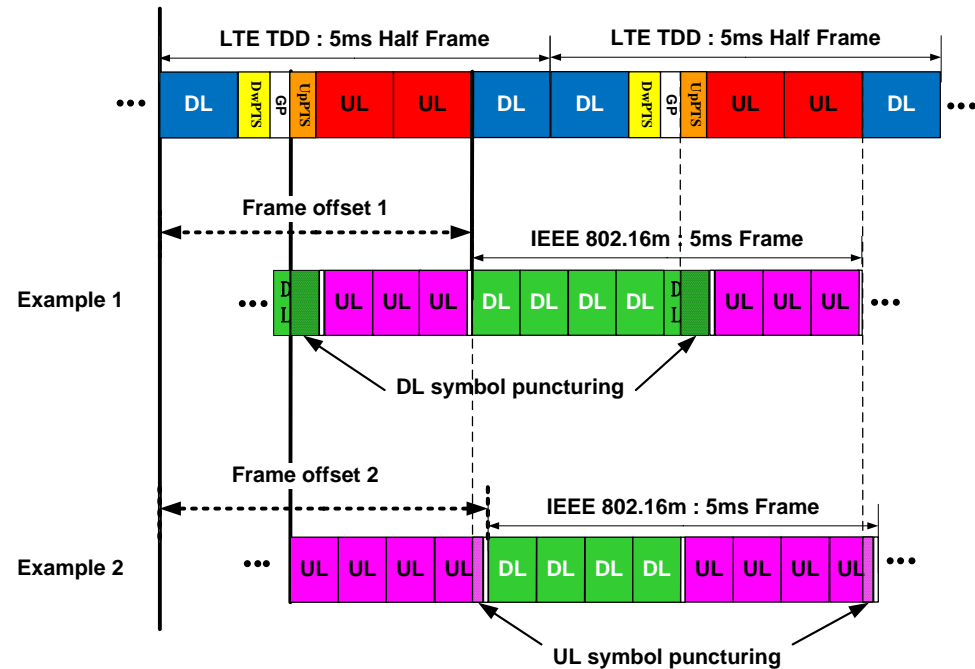 LTE TDD : 5ms Half Frame LTE TDD : 5ms Half Frame
••• DL DwPTS GP UpPTS UL UL DL DL DwPTS GP UpPTS UL UL DL •••
Frame offset 1
IEEE 802.16m : 5ms Frame
Example 1 ••• DL UL UL UL DL DL DL DL DL UL UL UL •••
DL symbol puncturing
Frame offset 2
IEEE 802.16m : 5ms Frame
Example 2 ••• UL UL UL UL DL DL DL DL UL UL UL UL •••
UL symbol puncturing